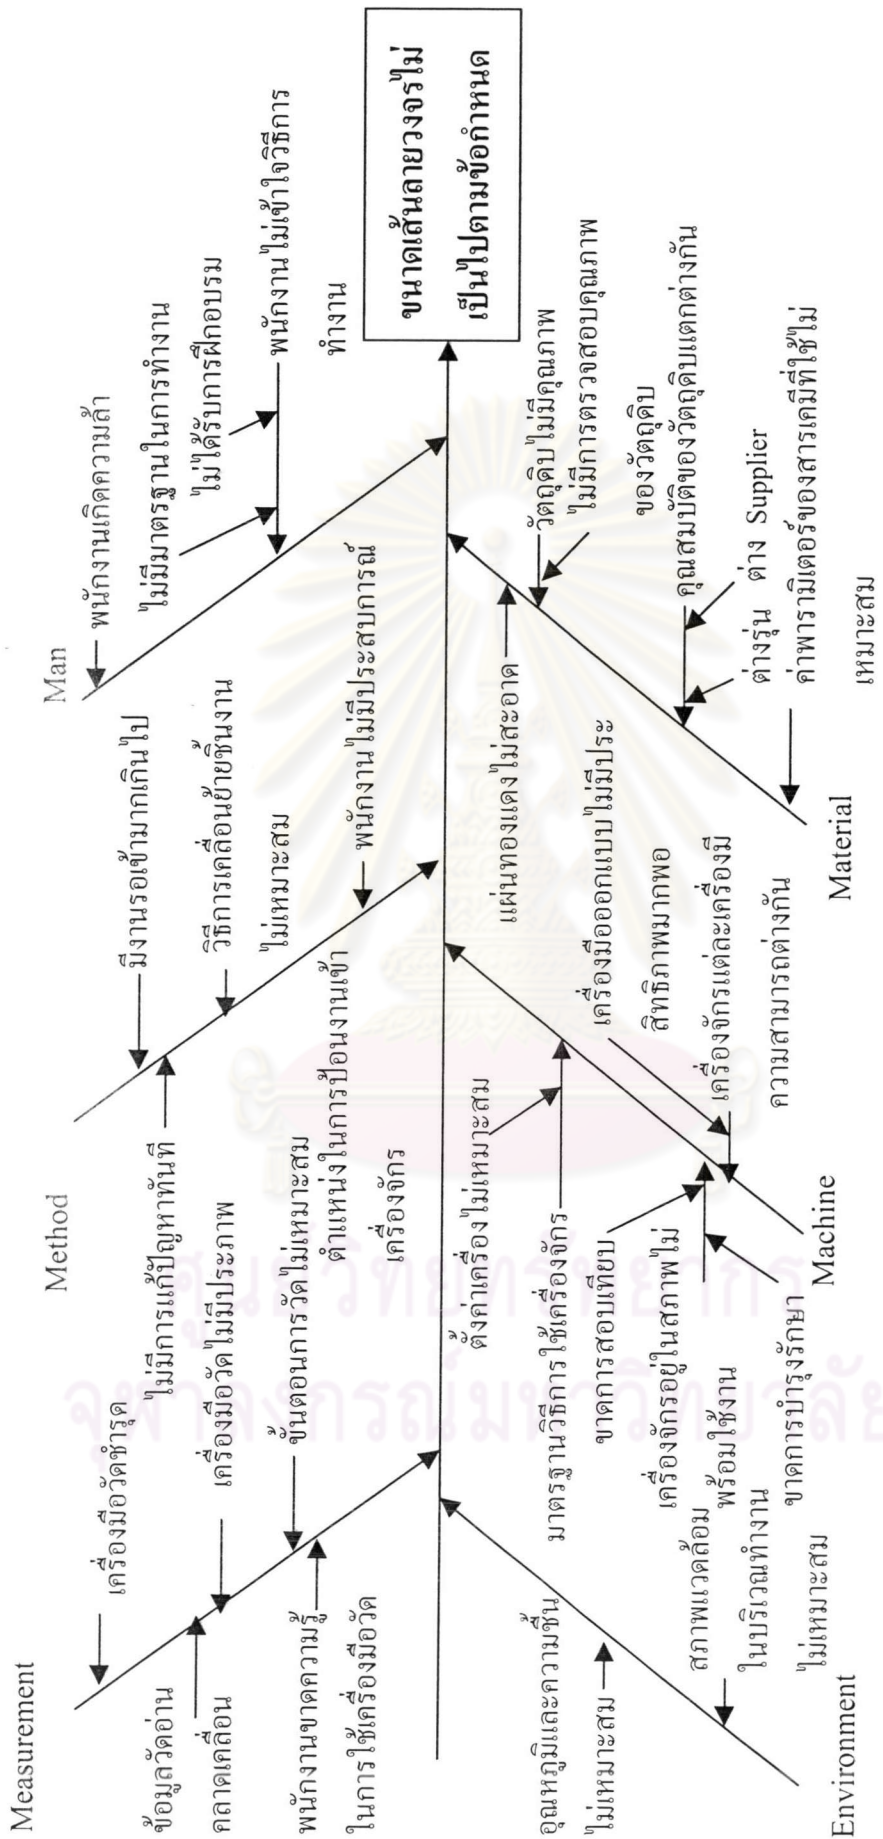 Measurement
เครื่องมือวัดชำรุด
ข้อมูลวัดอ่าน
คลาดเคลื่อน
เครื่องมือวัดไม่มีประภาพ
ขั้นตอนการวัดไม่เหมาะสม
พนักงานขาดความรู้
ในการใช้เครื่องมือวัด
Method
มีงานรอเข้ามากเกินไป
ไม่มีการแก้ปัญหาทันที
วิธีการเคลื่อนย้ายชิ้นงาน
ไม่เหมาะสม
พนักงานไม่มีประสบการณ์
ตำแหน่งในการป้อนงานเข้า
เครื่องจักร
Man
พนักงานเกิดความล้า
ไม่มีมาตรฐานในการทำงาน
ไม่ได้รับการฝึกอบรม
พนักงานไม่เข้าใจวิธีการ
ทำงาน
ขนาดเส้นลายวงจรไม่
เป็นไปตามข้อกำหนด
อุณหภูมิและความชื้น
ไม่เหมาะสม
สภาพแวดล้อม
ในบริเวณทำงาน
ไม่เหมาะสม
Environment
ตั้งค่าเครื่องไม่เหมาะสม
มาตรฐานวิธีการใช้เครื่องจักร
ขาดการสอบเทียบ
เครื่องจักรอยู่ในสภาพไม่
พร้อมใช้งาน
ขาดการบำรุงรักษา
เครื่องมือออกแบบไม่มีประ
สิทธิภาพมากพอ
เครื่องจักรแต่ละเครื่องมี
ความสามารถต่างกัน
Machine
แผ่นทองแดงไม่สะอาด
วัตถุดิบไม่มีคุณภาพ
ไม่มีการตรวจสอบคุณภาพ
ของวัตถุดิบ
คุณสมบัติของวัตถุดิบแตกต่างกัน
ต่างรุ่น ต่าง Supplier
ค่าพารามิเตอร์ของสารเคมีที่ใช้ไม่
เหมาะสม
Material
ศูนย์วิทยทรัพยากร
จุฬาลงกรณ์มหาวิทยาลัย